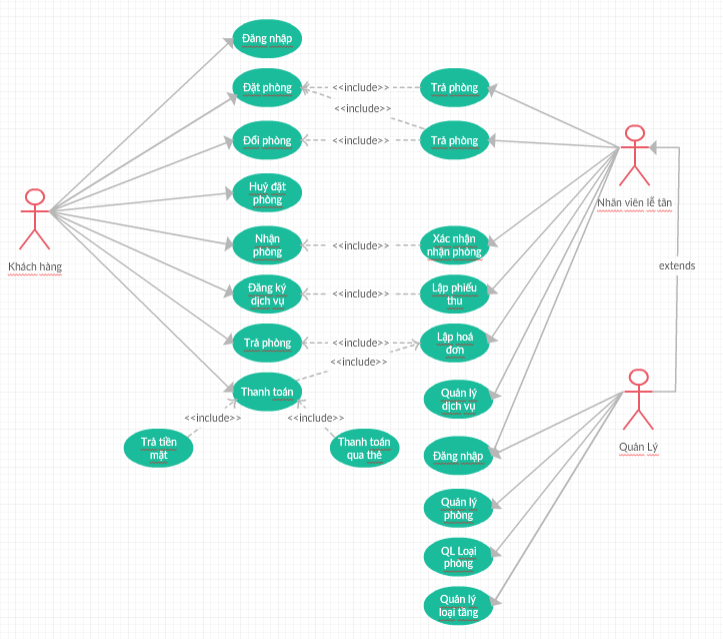 Đăng nhập
Đặt phòng
<<include>>
Trả phòng
<<include>>
Đổi phòng
<<include>>
Trả phòng
Nhân viên lễ tân
Huỷ đặt
phòng
Khách hàng
Nhận
phòng
<<include>>
Xác nhận
nhận phòng
extends
Đăng ký
dịch vụ
<<include>>
Lập phiếu
thu
Trả phòng
<<include>>
Lập hoá
đơn
<<include>>
Thanh toán
Quản lý
dịch vụ
<<include>>
<<include>>
Trả tiền
mặt
Thanh toán
qua thẻ
Đăng nhập
Quản Lý
Quản lý
phòng
QL Loại
phòng
Quản lý
loại tầng